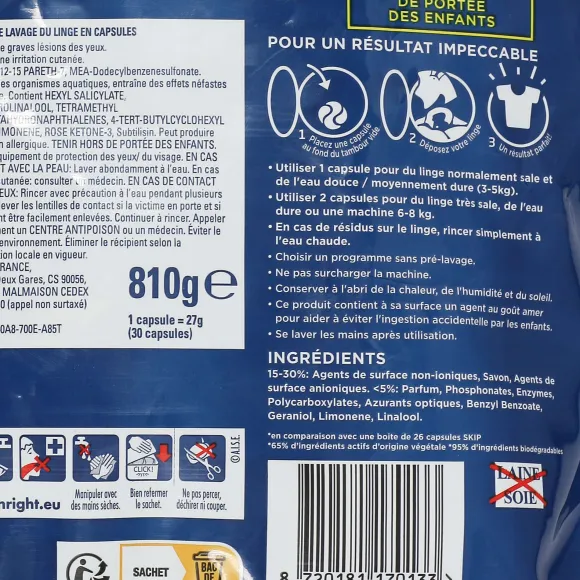 DE PORTÉE
DES ENFANTS
POUR UN RÉSULTAT IMPECCABLE
1 Placez une capsule
au fond du tambour vide
2 Déposez votre linge
3 Un résultat parfait!
• Utiliser 1 capsule pour du linge normalement sale et
de l'eau douce / moyennement dure (3-5kg).
• Utiliser 2 capsules pour du linge très sale, de l'eau
dure ou une machine 6-8 kg.
• En cas de résidus sur le linge, rincer simplement à
l'eau chaude.
• Choisir un programme sans pré-lavage.
• Ne pas surcharger la machine.
• Conserver à l'abri de la chaleur, de l'humidité et du soleil.
• Ce produit contient à sa surface un agent au goût amer
pour aider à éviter l'ingestion accidentelle par les enfants.
• Se laver les mains après utilisation.
INGRÉDIENTS
15-30%: Agents de surface non-ioniques, Savon, Agents de
surface anioniques. <5%: Parfum, Phosphonates, Enzymes,
Polycarboxylates, Azurants optiques, Benzyl Benzoate,
Geraniol, Limonene, Linalool.
*en comparaison avec une boite de 26 capsules SKIP
*65% d'ingrédients actifs d'origine végétale *95% d'ingrédients biodégradables
LAINE
SOIE
8 720181 170133 >
E LAVAGE DU LINGE EN CAPSULES
e graves lésions des yeux.
ne irritation cutanée.
12-15 PARETH-7, MEA-Dodecylbenzenesulfonate.
es organismes aquatiques, entraîne des effets néfastes
e. Contient HEXYL SALICYLATE,
ROLINALOOL, TETRAMETHYL
NAPHTHALENES, 4-TERT-BUTYLCYCLOHEXYL
IMONENE, ROSE KETONE-3, Subtilisin. Peut produire
n allergique. TENIR HORS DE PORTÉE DES ENFANTS.
quipement de protection des yeux/ du visage. EN CAS
T AVEC LA PEAU: Laver abondamment à l'eau. En cas
utanée: consulter un médecin. EN CAS DE CONTACT
EUX: Rincer avec précaution à l'eau pendant plusieurs
ever les lentilles de contact si la victime en porte et si
nt être facilement enlevées. Continuer à rincer. Appeler
ent un CENTRE ANTIPOISON ou un médecin. Éviter le
environnement. Éliminer le récipient selon la
ion locale en vigueur.
RANCE,
eux Gares, CS 90056,
MALMAISON CEDEX
0 (appel non surtaxé)
0A8-700E-A85T
810g e
1 capsule = 27g
(30 capsules)
CLICK!
©A.I.S.E.
nright.eu
Manipuler avec
des mains sèches.
Bien refermer
le sachet.
Ne pas percer,
déchirer ni couper.
SACHET
BAC
DE